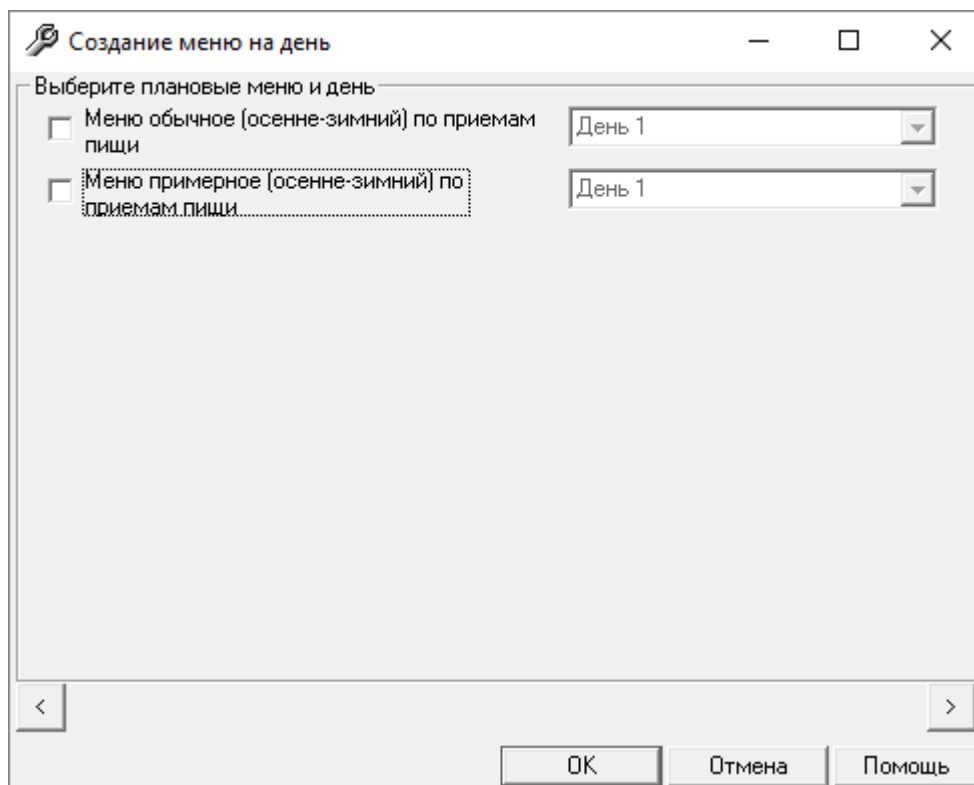 Создание меню на день
Выберите плановые меню и день
Меню обычное (осенне-зимний) по приемам
пищи
День 1
Меню примерное (осенне-зимний) по
приемам пищи
День 1
<
>
OK
Отмена
Помощь